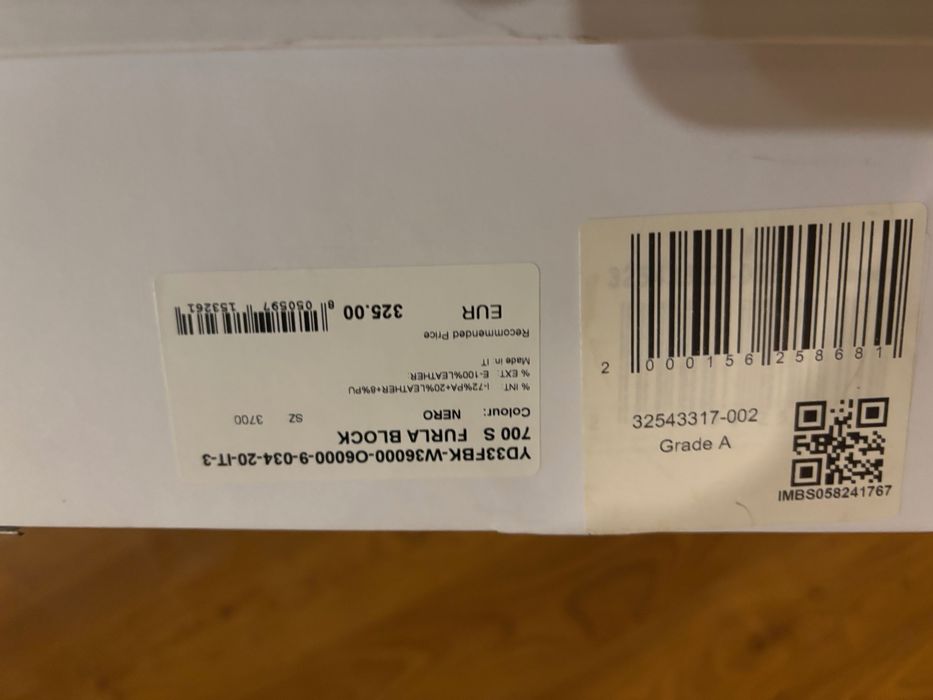 YD33FBK-W36000-O6000-9-034-20-IT-3
700 S FURLA BLOCK
Colour: NERO SZ 3700
% INT: I-72%PA+20%LEATHER+8%PU
% EXT: E-100%LEATHER;
Made in: IT
Recommended Price
EUR 325.00
8 050597 153261
2 000156 258681
32543317-002
Grade A
IMBS058241767